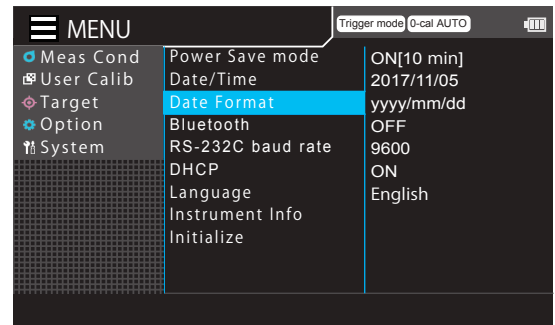 MENU
Trigger mode 0-cal AUTO
Meas Cond
User Calib
Target
Option
System
Power Save mode ON[10 min]
Date/Time 2017/11/05
Date Format yyyy/mm/dd
Bluetooth OFF
RS-232C baud rate 9600
DHCP ON
Language English
Instrument Info
Initialize